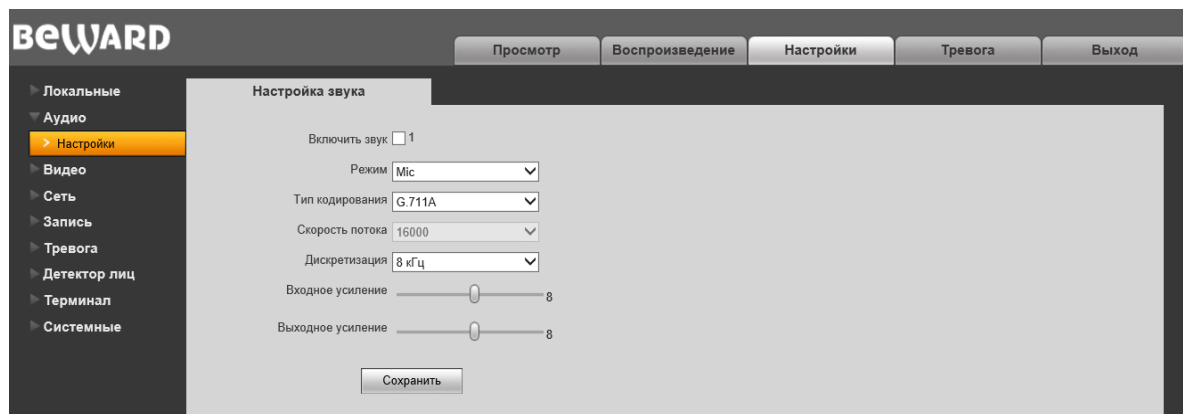 BEWARD
Просмотр Воспроизведение Настройки Тревога Выход
Локальные
Аудио
> Настройки
Видео
Сеть
Запись
Тревога
Детектор лиц
Терминал
Системные
Настройка звука
Включить звук 1
Режим Mic
Тип кодирования G.711A
Скорость потока 16000
Дискретизация 8 кГц
Входное усиление 8
Выходное усиление 8
Сохранить